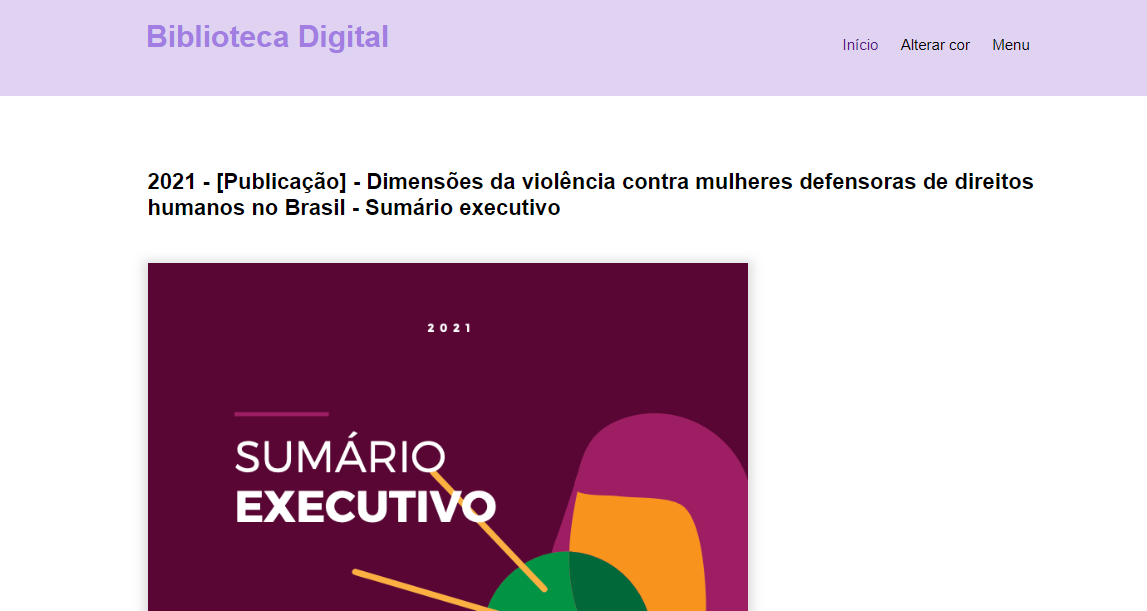 Biblioteca Digital
Início Alterar cor Menu
2021 - [Publicação] - Dimensões da violência contra mulheres defensoras de direitos
humanos no Brasil - Sumário executivo
2021
SUMÁRIO
EXECUTIVO